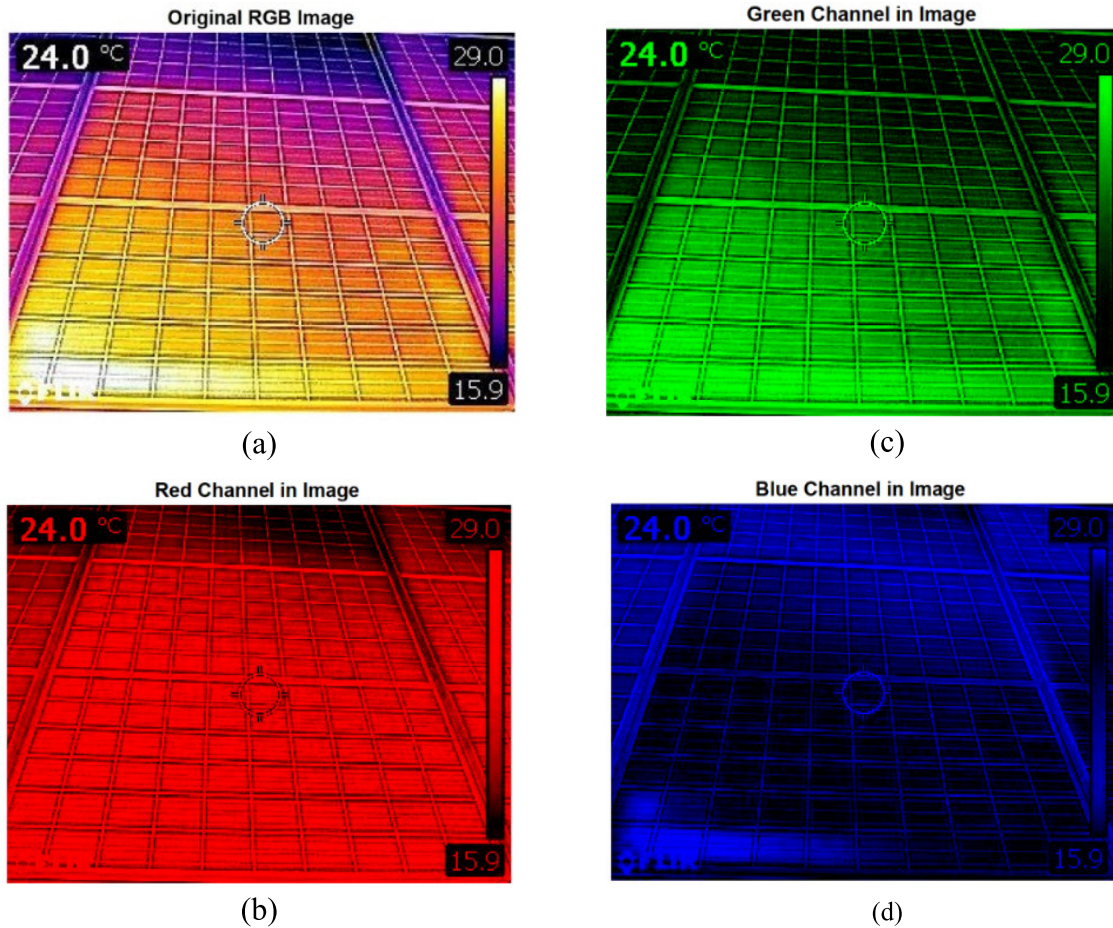 Original RGB Image
24.0 °C
29.0
15.9
(a)
Green Channel in Image
24.0 °C
29.0
15.9
(c)
Red Channel in Image
24.0 °C
29.0
15.9
(b)
Blue Channel in Image
24.0 °C
29.0
15.9
(d)